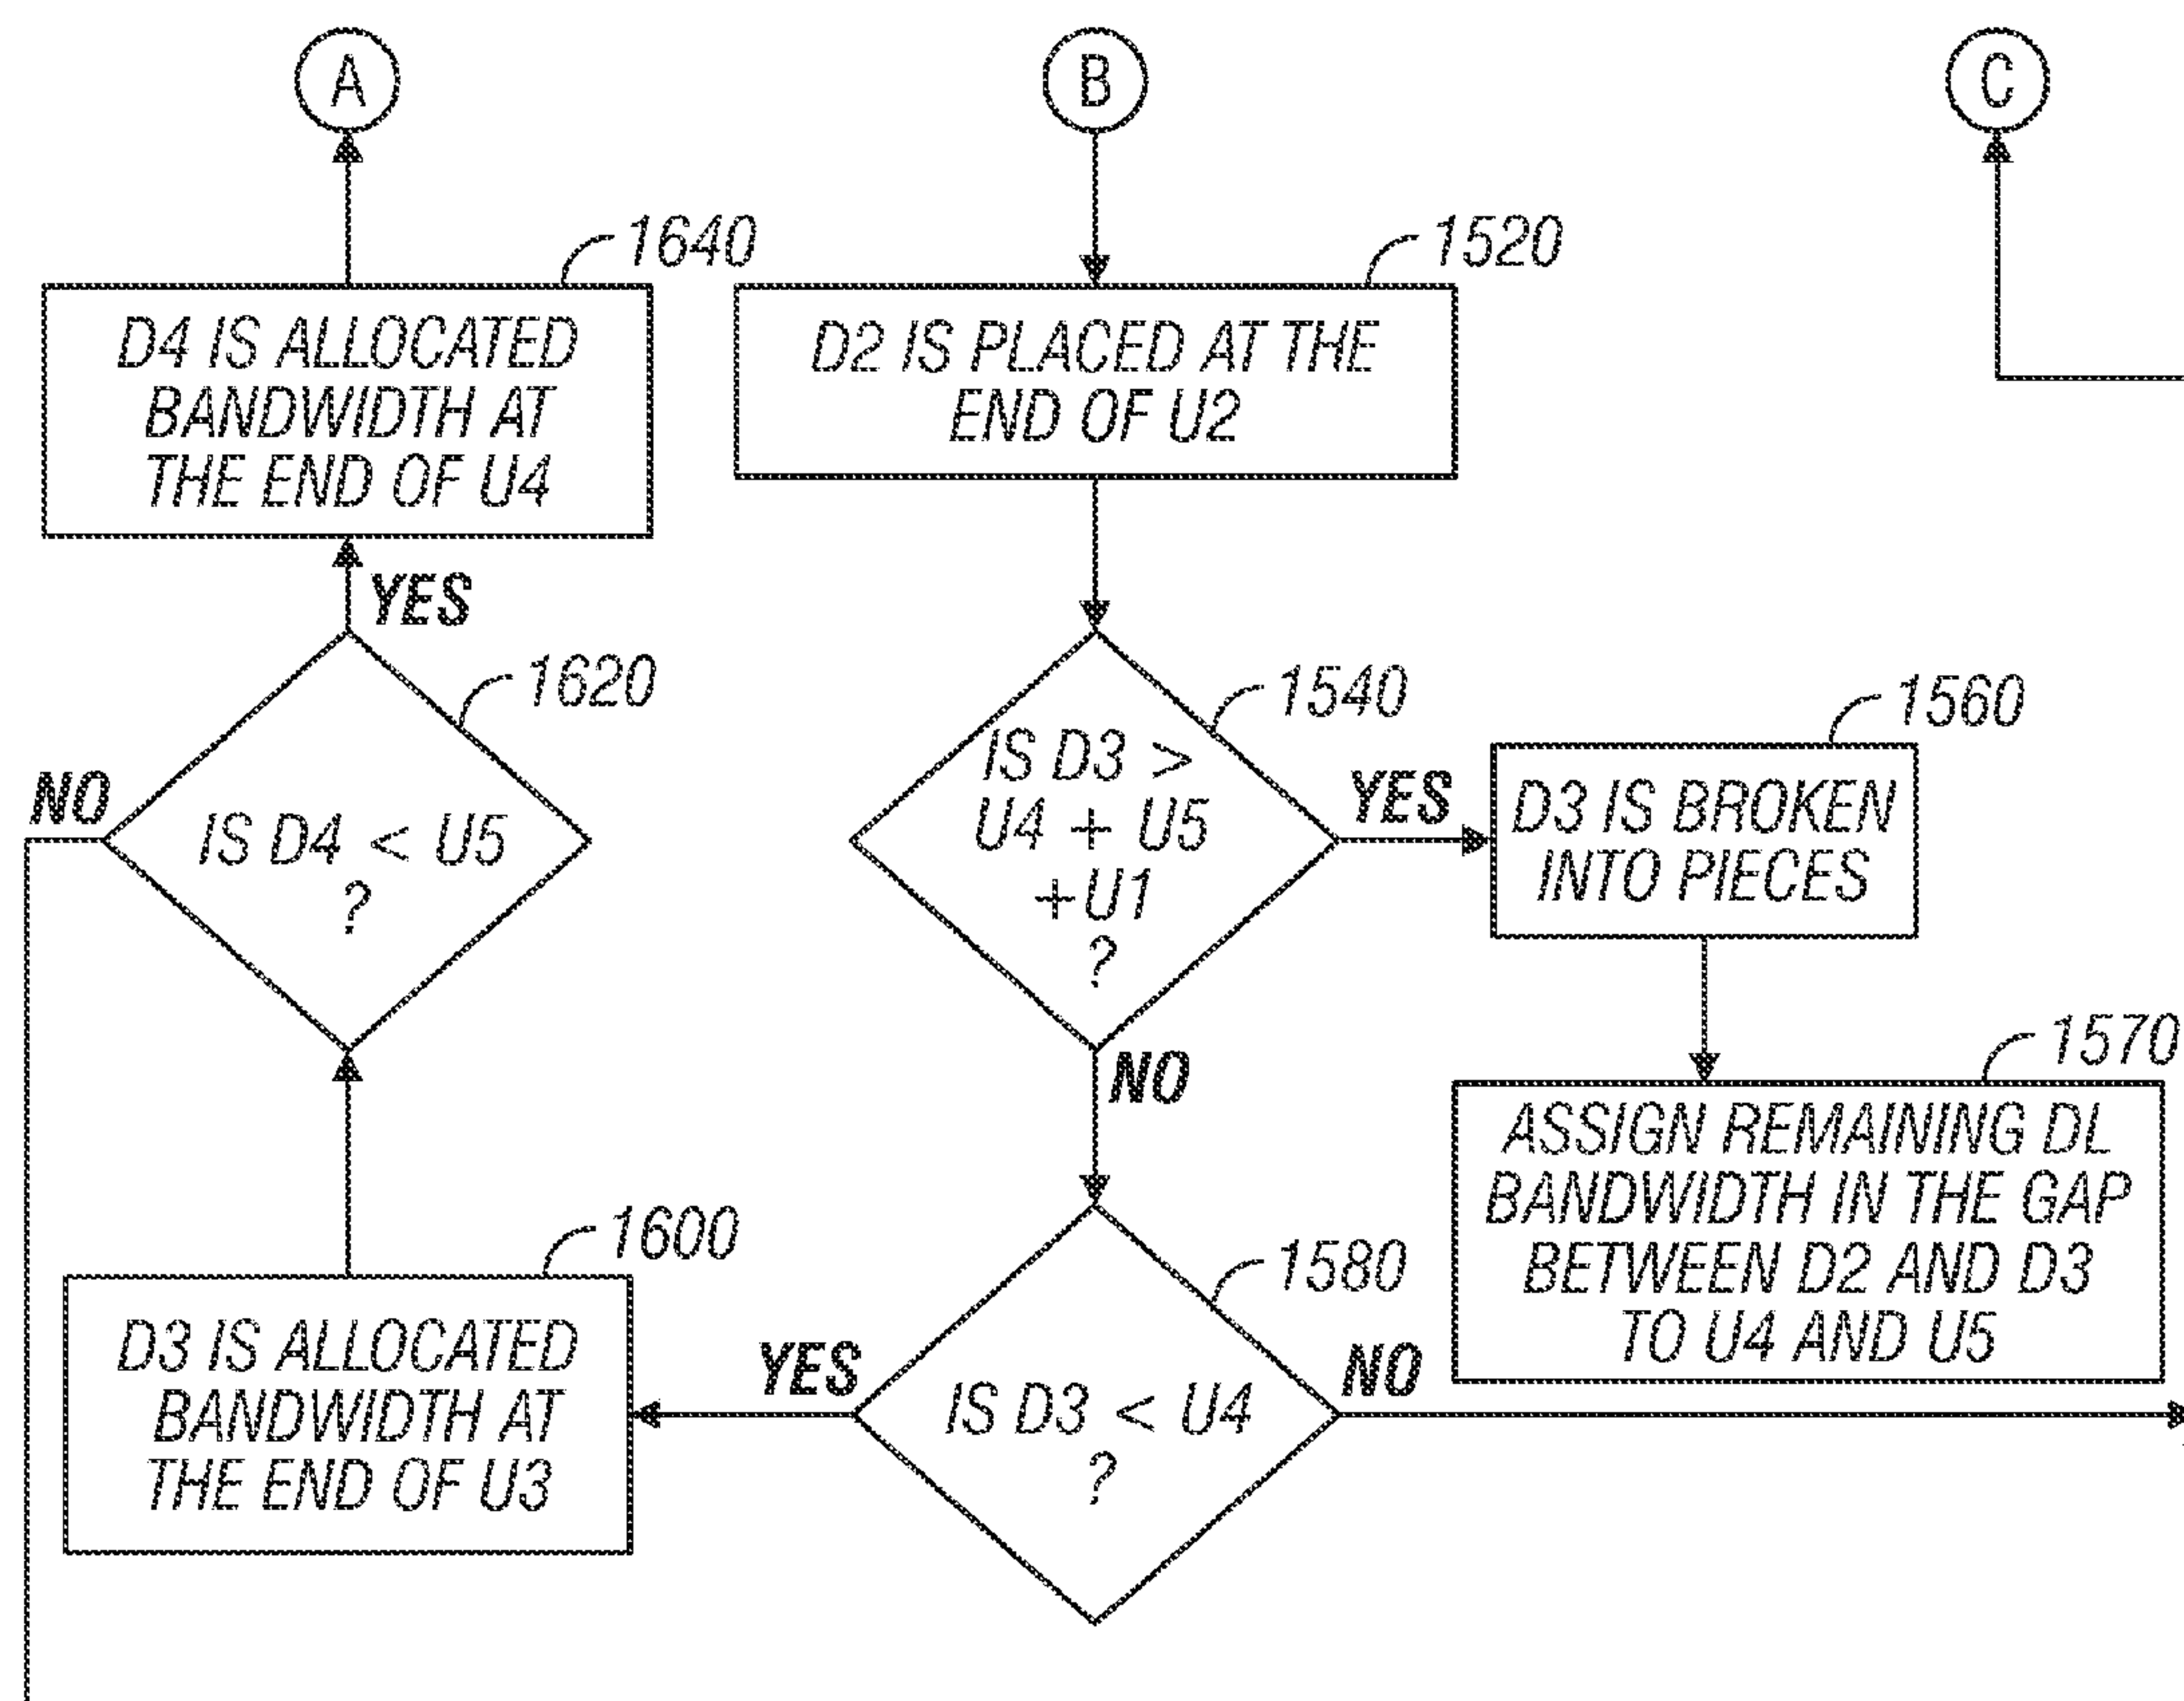 A
B
C
1640
D4 IS ALLOCATED
BANDWIDTH AT
THE END OF U4
1520
D2 IS PLACED AT THE
END OF U2
YES
1620
NO
IS D4 < U5
?
1540
IS D3 >
U4 + U5
+U1
?
YES
1560
D3 IS BROKEN
INTO PIECES
NO
1570
ASSIGN REMAINING DL
BANDWIDTH IN THE GAP
BETWEEN D2 AND D3
TO U4 AND U5
1600
D3 IS ALLOCATED
BANDWIDTH AT
THE END OF U3
YES
1580
IS D3 < U4
?
NO